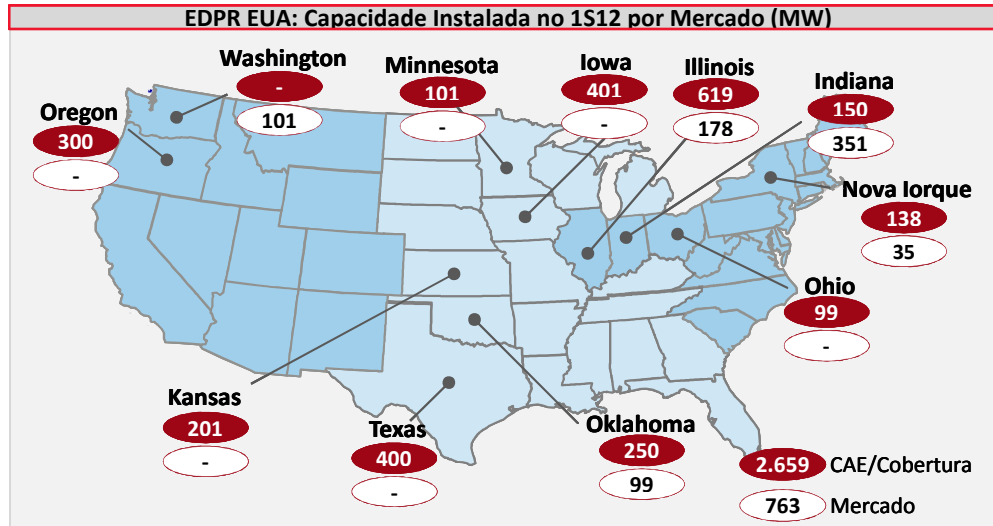 EDPR EUA: Capacidade Instalada no 1S12 por Mercado (MW)
Washington
-
101
Minnesota
101
-
Iowa
401
-
Illinois
619
178
Indiana
150
351
Oregon
300
-
Nova Iorque
138
35
Ohio
99
-
Kansas
201
-
Texas
400
-
Oklahoma
250
99
2.659 CAE/Cobertura
763 Mercado